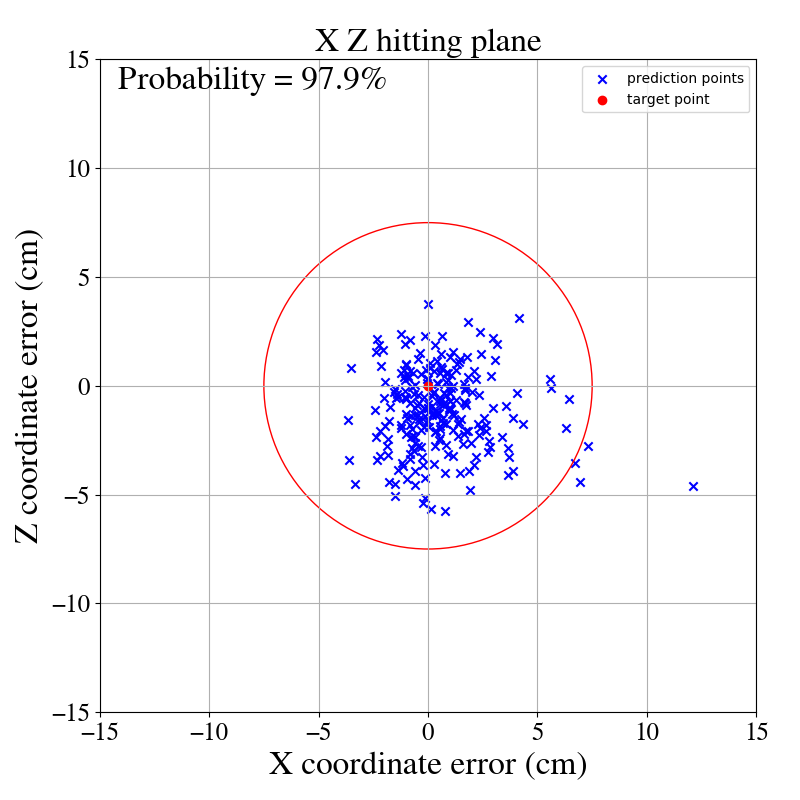 X Z hitting plane
Probability = 97.9%
prediction points
target point
15
10
5
0
−5
−10
−15
Z coordinate error (cm)
−15 −10 −5 0 5 10 15
X coordinate error (cm)